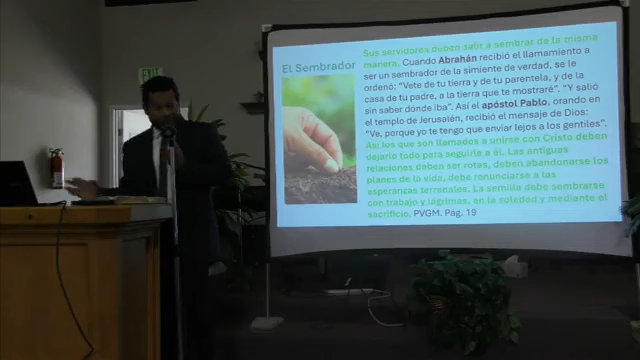 EXIT
El Sembrador
Sus servidores deben salir a sembrar de la misma
manera. Cuando Abrahán recibió el llamamiento a
ser un sembrador de la simiente de verdad, se le
ordenó: “Vete de tu tierra y de tu parentela, y de la
casa de tu padre, a la tierra que te mostraré”. “Y salió
sin saber dónde iba”. Así el apóstol Pablo, orando en
el templo de Jerusalén, recibió el mensaje de Dios:
“Ve, porque yo te tengo que enviar lejos a los gentiles”.
Así los que son llamados a unirse con Cristo deben
dejarlo todo para seguirle a él. Las antiguas
relaciones deben ser rotas, deben abandonarse los
planes de la vida, debe renunciarse a las
esperanzas terrenales. La semilla debe sembrarse
con trabajo y lágrimas, en la soledad y mediante el
sacrificio. PVGM. Pág. 19